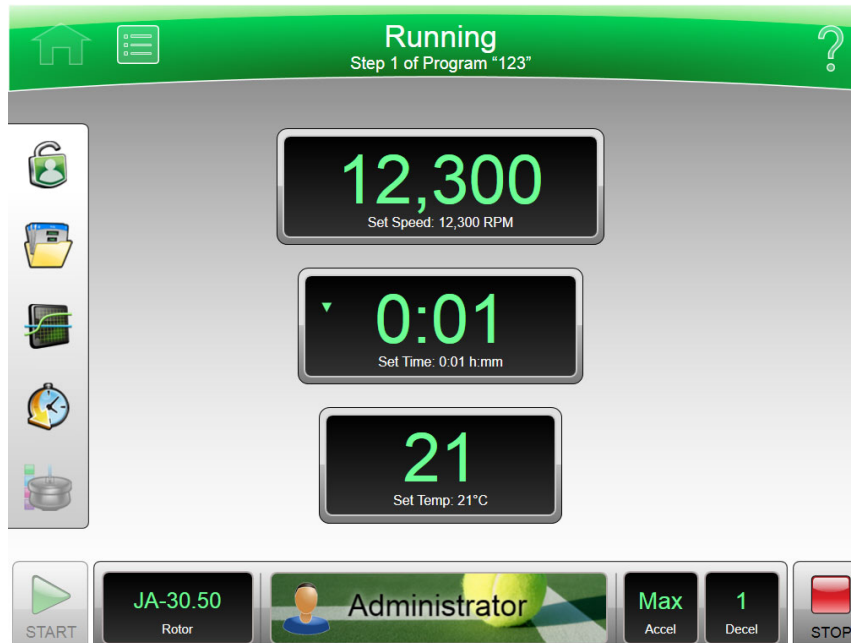 Running
Step 1 of Program “123”
?
12,300
Set Speed: 12,300 RPM
0:01
Set Time: 0:01 h:mm
21
Set Temp: 21°C
START
JA-30.50
Rotor
Administrator
Max
Accel
1
Decel
STOP